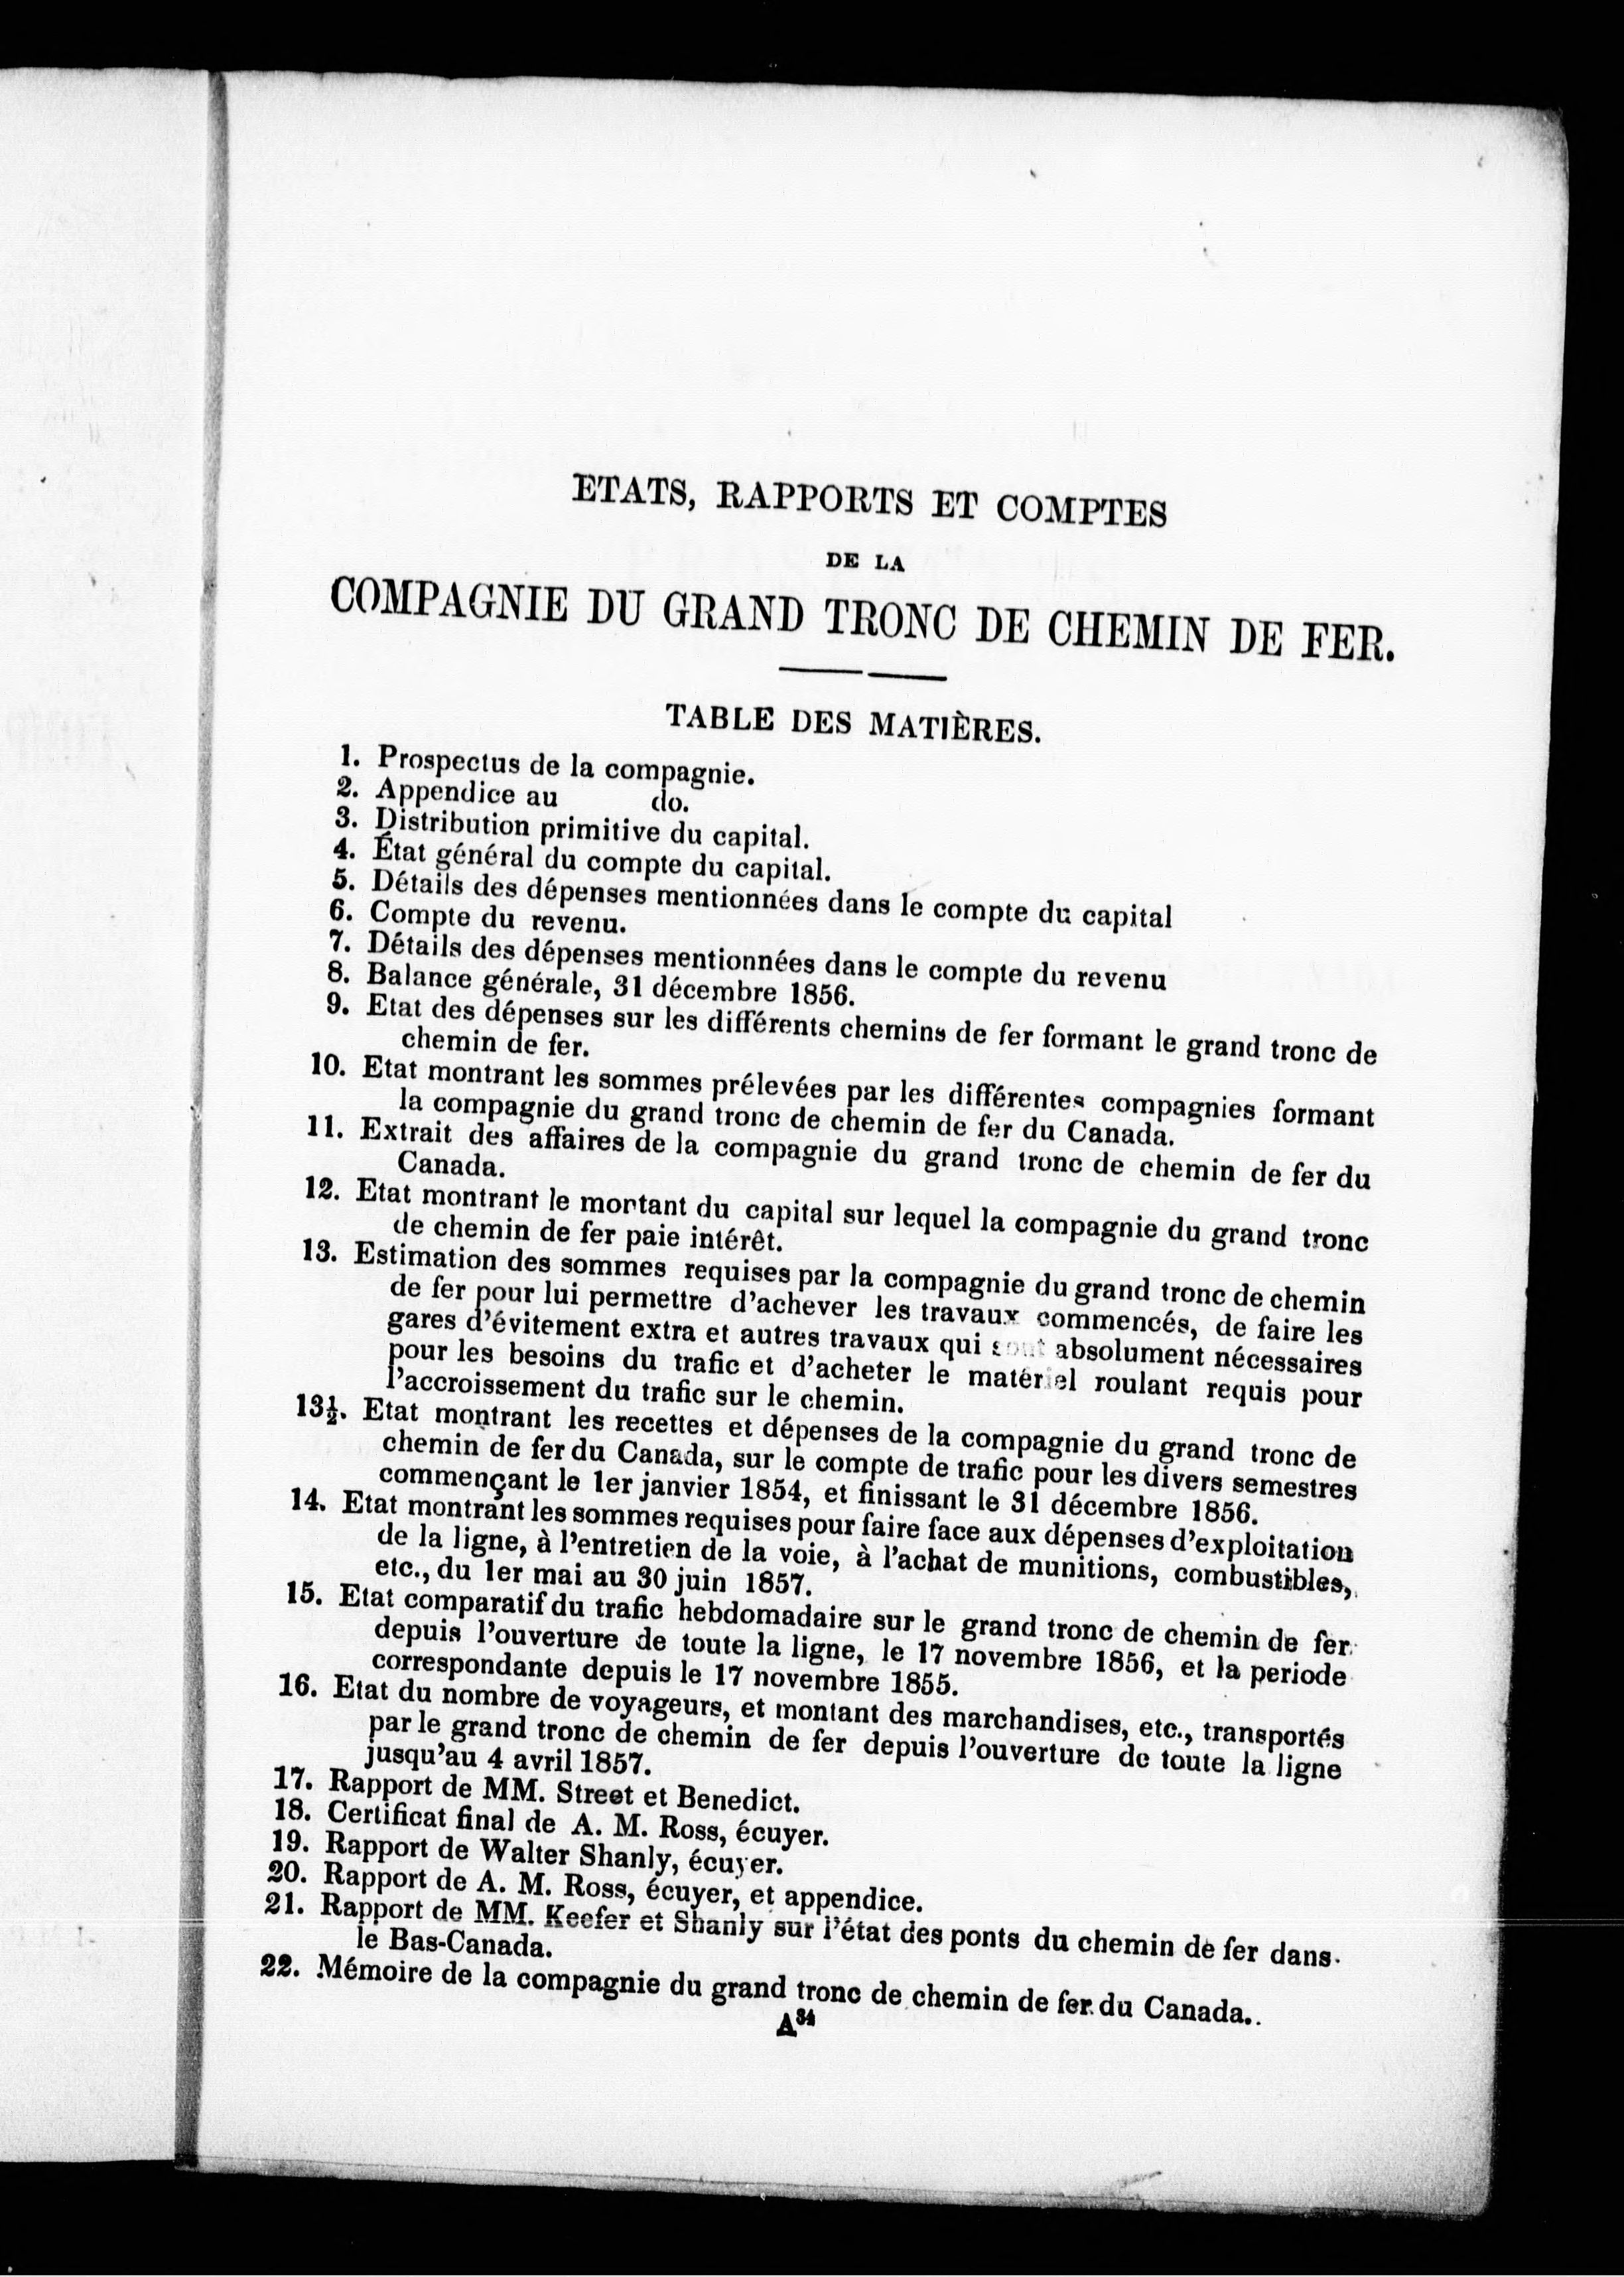 ETATS, RAPPORTS ET COMPTES
DE LA
COMPAGNIE DU GRAND TRONC DE CHEMIN DE FER.
TABLE DES MATIÈRES.
1. Prospectus de la compagnie.
2. Appendice au do.
3. Distribution primitive du capital.
4. État général du compte du capital.
5. Détails des dépenses mentionnées dans le compte du capital
6. Compte du revenu.
7. Détails des dépenses mentionnées dans le compte du revenu
8. Balance générale, 31 décembre 1856.
9. Etat des dépenses sur les différents chemins de fer formant le grand tronc de
chemin de fer.
10. Etat montrant les sommes prélevées par les différentes compagnies formant
la compagnie du grand tronc de chemin de fer du Canada.
11. Extrait des affaires de la compagnie du grand tronc de chemin de fer du
Canada.
12. Etat montrant le montant du capital sur lequel la compagnie du grand tronc
de chemin de fer paie intérêt.
13. Estimation des sommes requises par la compagnie du grand tronc de chemin
de fer pour lui permettre d'achever les travaux commencés, de faire les
gares d'évitement extra et autres travaux qui sont absolument nécessaires
pour les besoins du trafic et d'acheter le matériel roulant requis pour
l'accroissement du trafic sur le chemin.
13½. Etat montrant les recettes et dépenses de la compagnie du grand tronc de
chemin de fer du Canada, sur le compte de trafic pour les divers semestres
commençant le 1er janvier 1854, et finissant le 31 décembre 1856.
14. Etat montrant les sommes requises pour faire face aux dépenses d'exploitation
de la ligne, à l'entretien de la voie, à l'achat de munitions, combustibles,
etc., du 1er mai au 30 juin 1857.
15. Etat comparatif du trafic hebdomadaire sur le grand tronc de chemin de fer
depuis l'ouverture de toute la ligne, le 17 novembre 1856, et la periode
correspondante depuis le 17 novembre 1855.
16. Etat du nombre de voyageurs, et montant des marchandises, etc., transportés
par le grand tronc de chemin de fer depuis l'ouverture de toute la ligne
jusqu'au 4 avril 1857.
17. Rapport de MM. Street et Benedict.
18. Certificat final de A. M. Ross, écuyer.
19. Rapport de Walter Shanly, écuyer.
20. Rapport de A. M. Ross, écuyer, et appendice.
21. Rapport de MM. Keefer et Shanly sur l'état des ponts du chemin de fer dans
le Bas-Canada.
22. Mémoire de la compagnie du grand tronc de chemin de fer du Canada.
A34